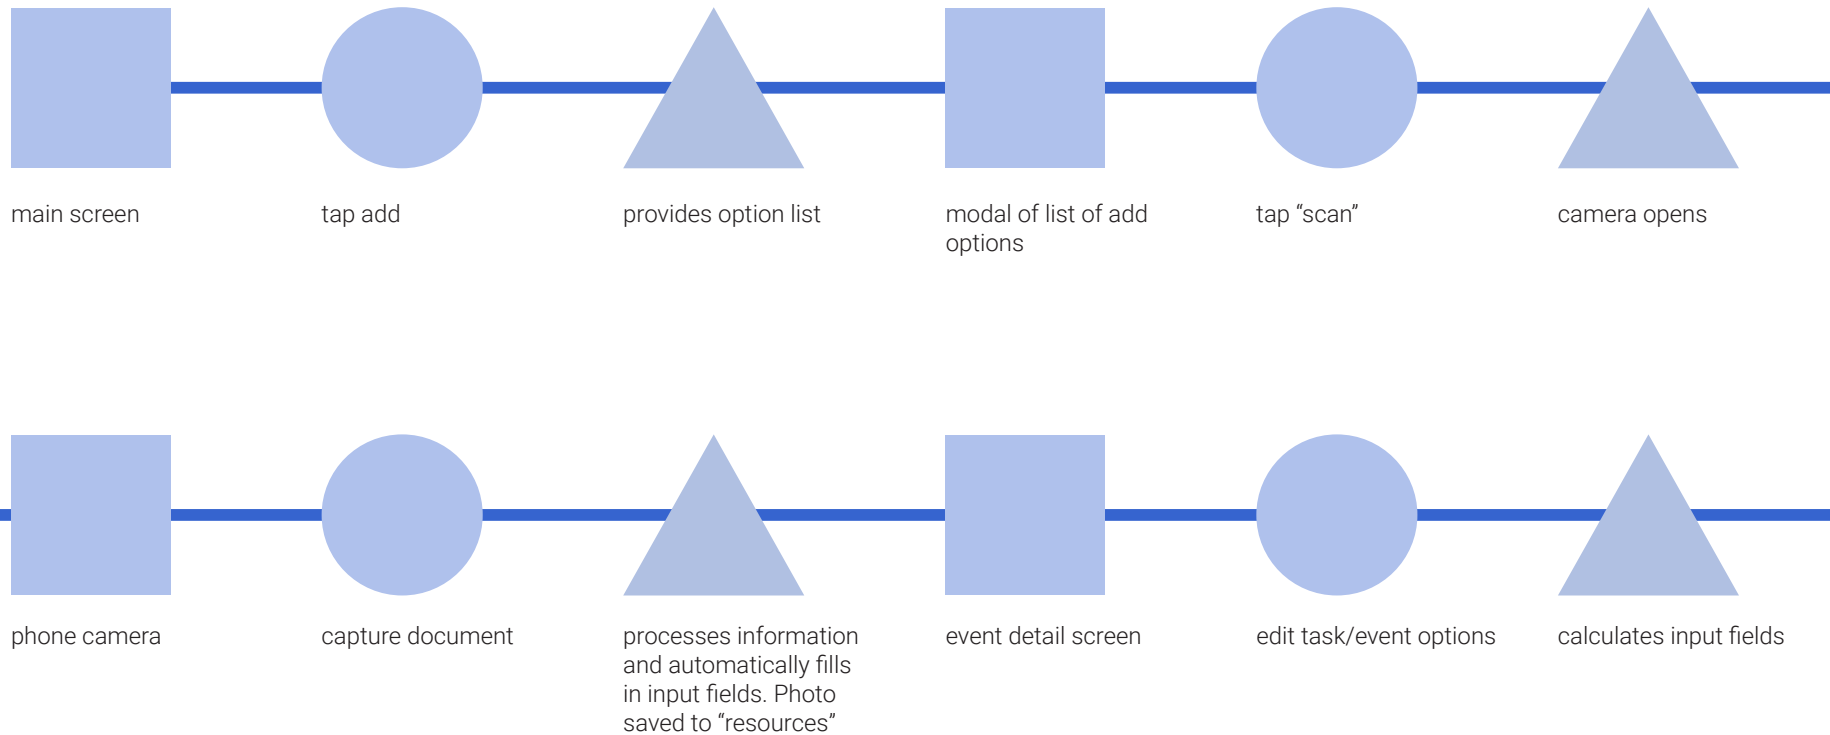 main screen
tap add
provides option list
modal of list of add
options
tap “scan”
camera opens
phone camera
capture document
processes information
and automatically fills
in input fields. Photo
saved to “resources”
event detail screen
edit task/event options
calculates input fields